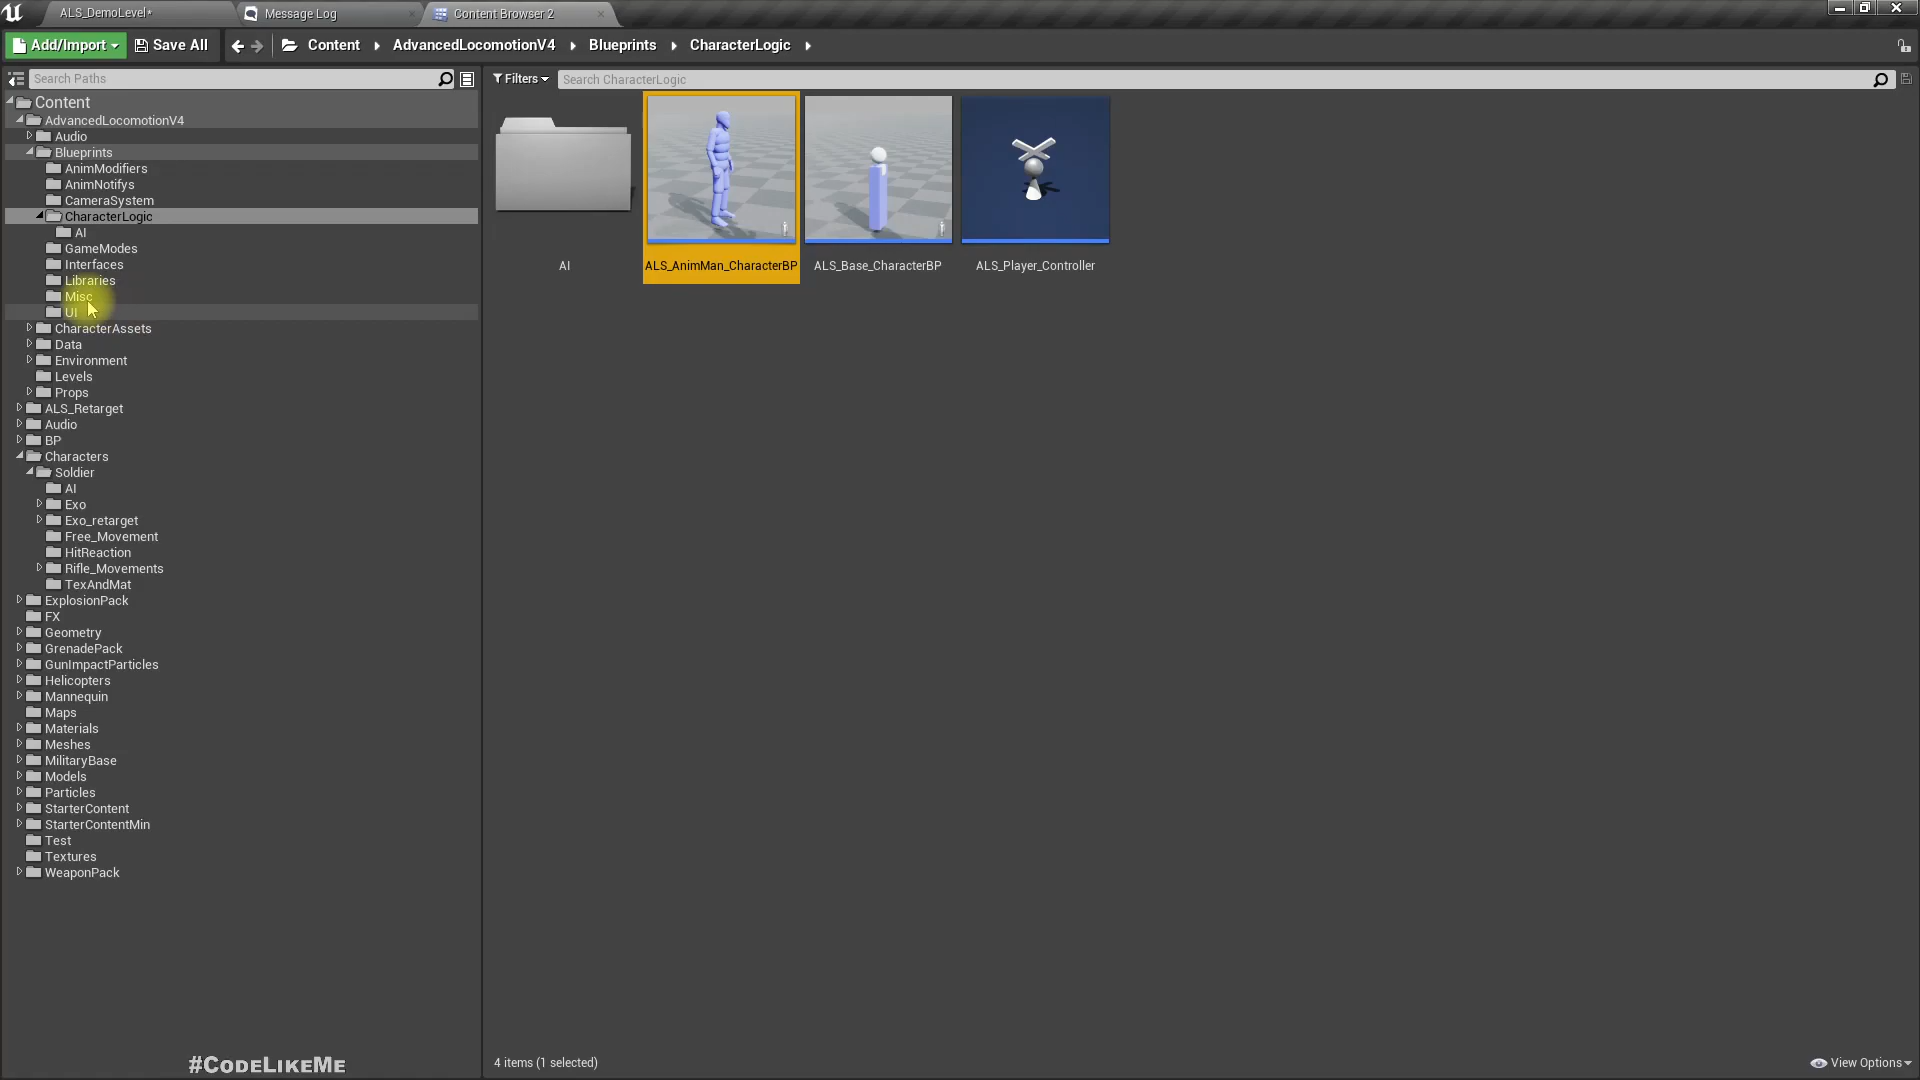 ALS_DemoLevel*
Message Log
Content Browser 2
Add/Import
Save All
Content
AdvancedLocomotionV4
Blueprints
CharacterLogic
Search Paths
Filters
Search CharacterLogic
Content
AdvancedLocomotionV4
Audio
Blueprints
AnimModifiers
AnimNotifys
CameraSystem
CharacterLogic
AI
GameModes
Interfaces
Libraries
Misc
UI
CharacterAssets
Data
Environment
Levels
Props
ALS_Retarget
Audio
BP
Characters
Soldier
AI
Exo
Exo_retarget
Free_Movement
HitReaction
Rifle_Movements
TexAndMat
ExplosionPack
FX
Geometry
GrenadePack
GunImpactParticles
Helicopters
Mannequin
Maps
Materials
Meshes
MilitaryBase
Models
Particles
StarterContent
StarterContentMin
Test
Textures
WeaponPack
AI
ALS_AnimMan_CharacterBP
ALS_Base_CharacterBP
ALS_Player_Controller
4 items (1 selected)
View Options
#CodeLikeMe